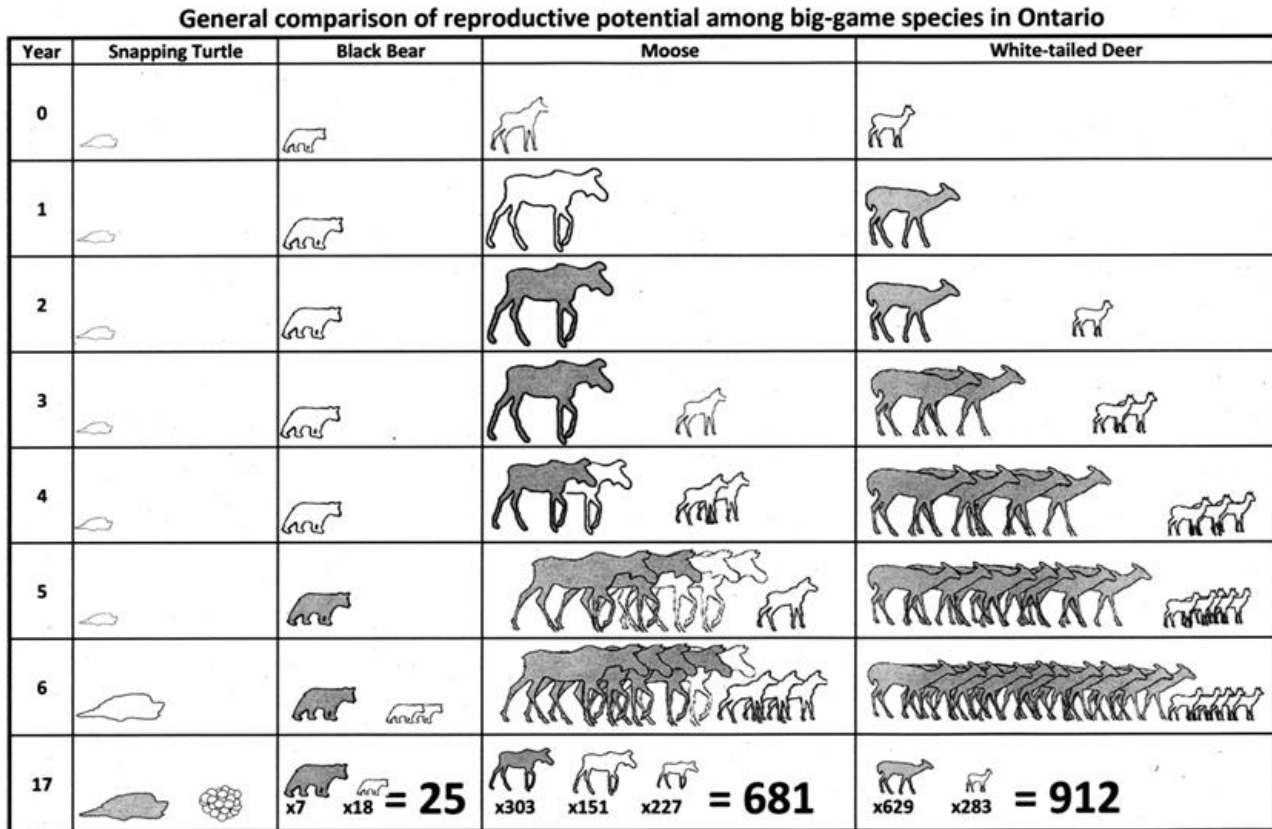 General comparison of reproductive potential among big-game species in Ontario
Year Snapping Turtle Black Bear Moose White-tailed Deer
0
1
2
3
4
5
6
17
x7 x18 = 25 x303 x151 x227 = 681 x629 x283 = 912